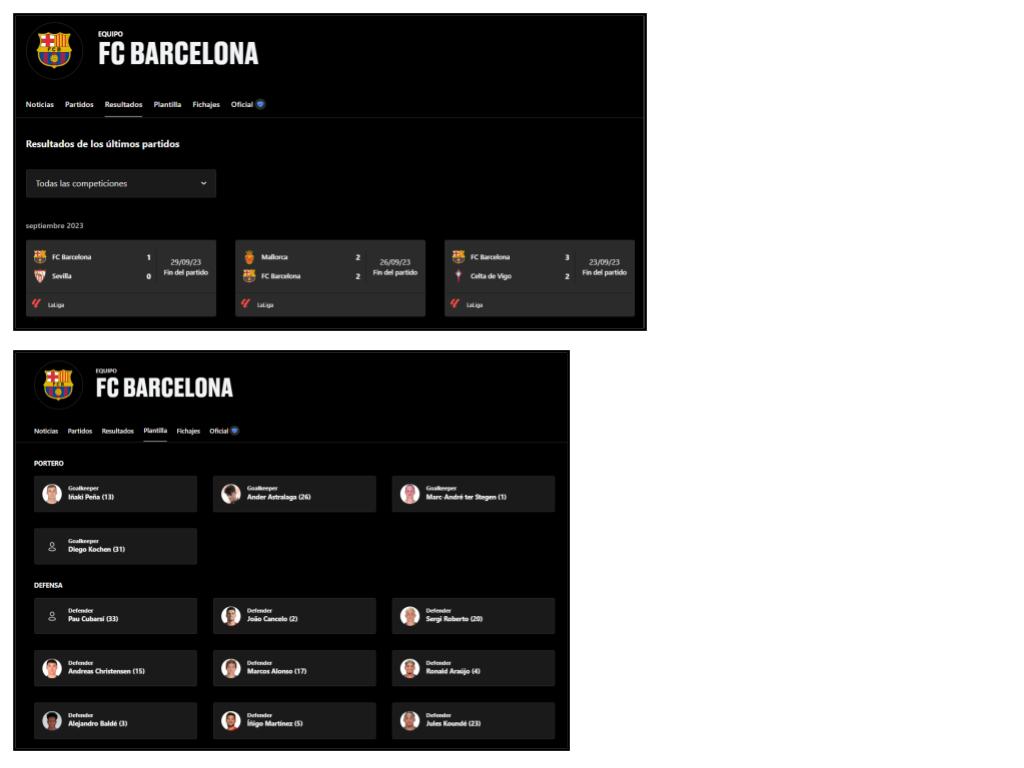 EQUIPO
FC BARCELONA
Noticias Partidos Resultados Plantilla Fichajes Oficial
Resultados de los últimos partidos
Todas las competiciones
septiembre 2023
FC Barcelona 1
Sevilla 0
29/09/23
Fin del partido
LaLiga
Mallorca 2
FC Barcelona 2
26/09/23
Fin del partido
LaLiga
FC Barcelona 3
Celta de Vigo 2
23/09/23
Fin del partido
LaLiga
EQUIPO
FC BARCELONA
Noticias Partidos Resultados Plantilla Fichajes Oficial
PORTERO
Goalkeeper
Iñaki Peña (13)
Goalkeeper
Ander Astralaga (26)
Goalkeeper
Marc-André ter Stegen (1)
Goalkeeper
Diego Kochen (31)
DEFENSA
Defender
Pau Cubarsí (33)
Defender
João Cancelo (2)
Defender
Sergi Roberto (20)
Defender
Andreas Christensen (15)
Defender
Marcos Alonso (17)
Defender
Ronald Araújo (4)
Defender
Alejandro Baldé (3)
Defender
Íñigo Martínez (5)
Defender
Jules Koundé (23)